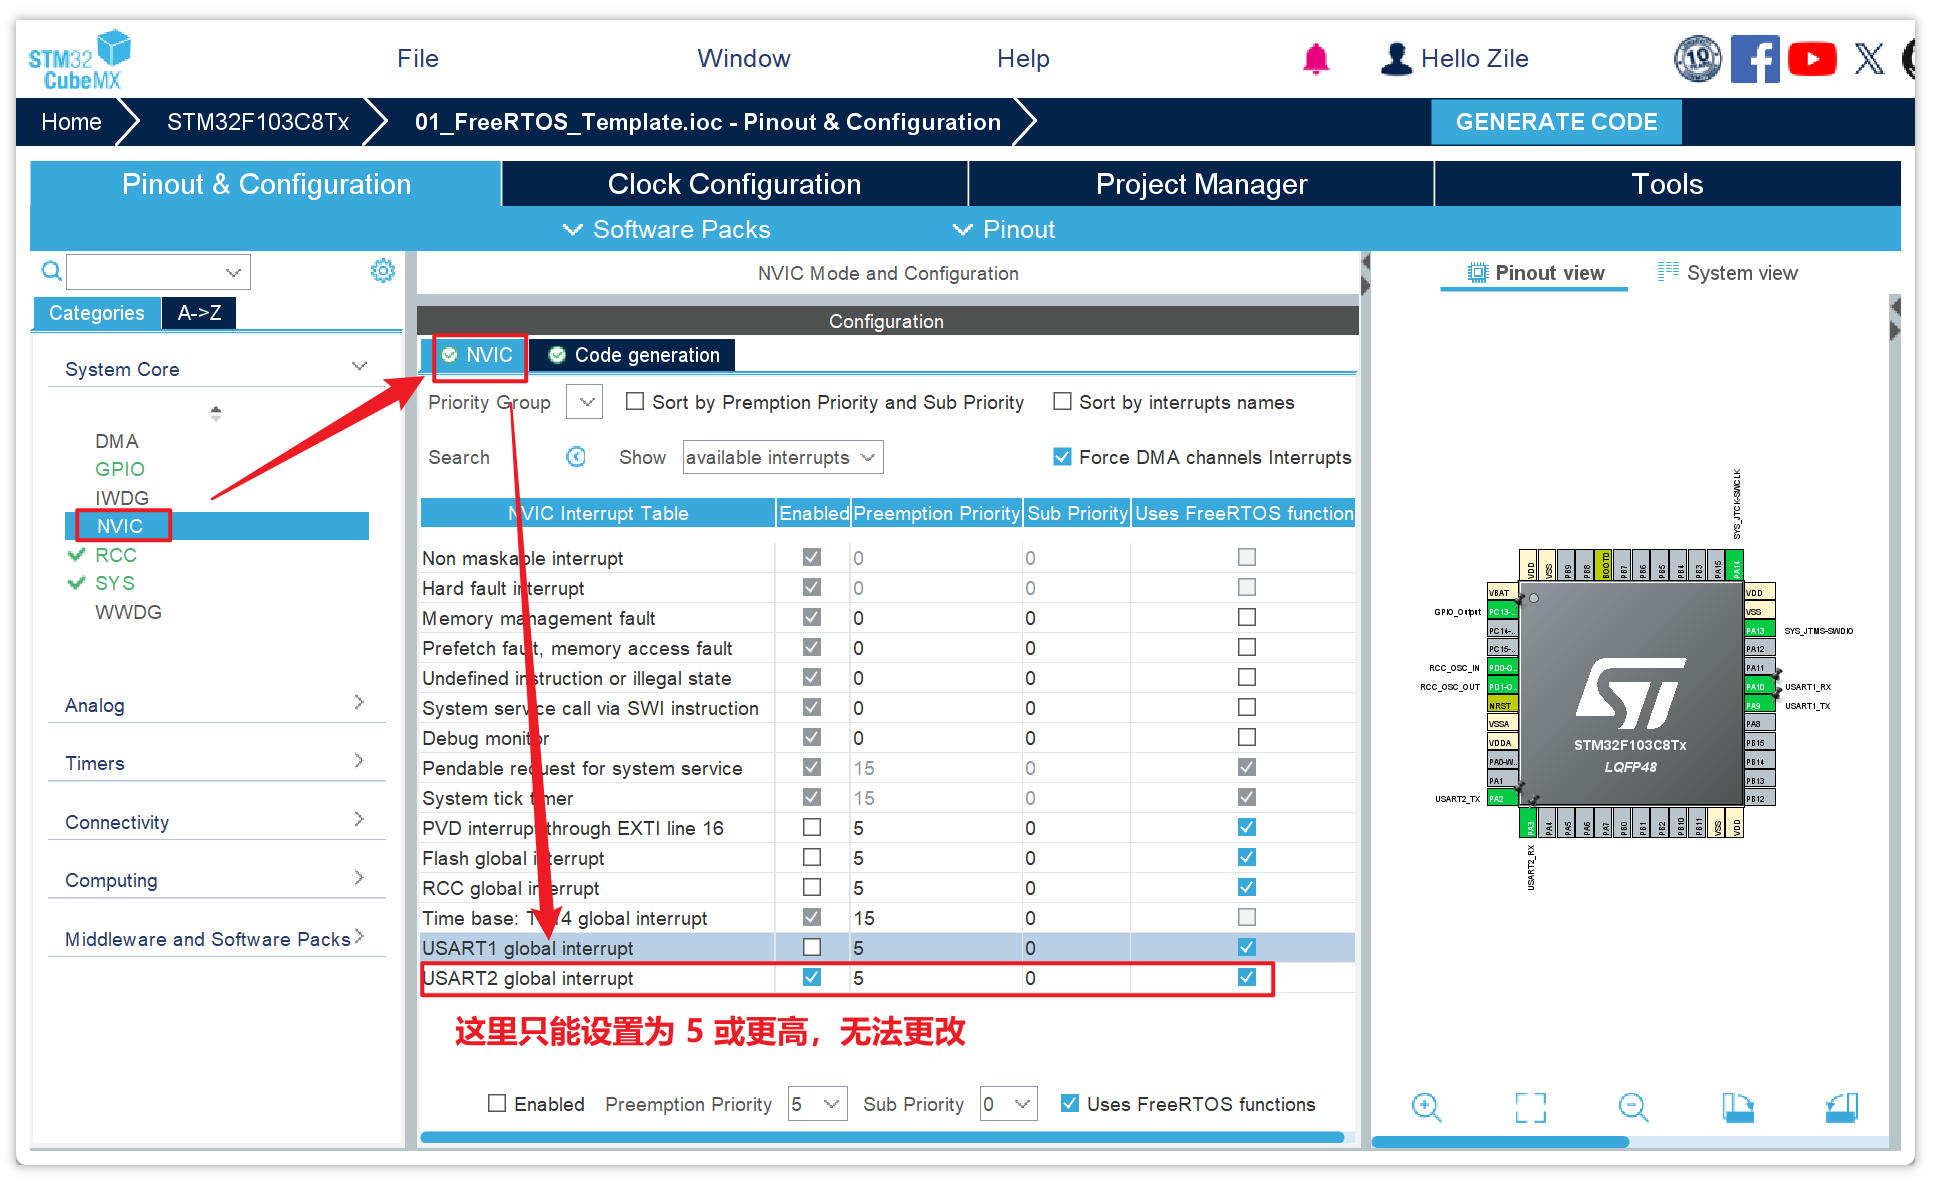 STM32
CubeMX
File
Window
Help
10
Hello Zile
Home
STM32F103C8Tx
01_FreeRTOS_Template.ioc - Pinout & Configuration
GENERATE CODE
Pinout & Configuration
Clock Configuration
Project Manager
Tools
Software Packs
Pinout
Categories
A->Z
System Core
DMA
GPIO
IWDG
NVIC
RCC
SYS
WWDG
Analog
Timers
Connectivity
Computing
Middleware and Software Packs
NVIC Mode and Configuration
Configuration
NVIC
Code generation
Priority Group
Sort by Premption Priority and Sub Priority
Sort by interrupts names
Search
Show
available interrupts
Force DMA channels Interrupts
NVIC Interrupt Table Enabled Preemption Priority Sub Priority Uses FreeRTOS function
Non maskable interrupt 0 0
Hard fault interrupt 0 0
Memory management fault 0 0
Prefetch fault, memory access fault 0 0
Undefined instruction or illegal state 0 0
System service call via SWI instruction 0 0
Debug monitor 0 0
Pendable request for system service 15 0
System tick timer 15 0
PVD interrupt through EXTI line 16 5 0
Flash global interrupt 5 0
RCC global interrupt 5 0
Time base: TIM4 global interrupt 15 0
USART1 global interrupt 5 0
USART2 global interrupt 5 0
这里只能设置为 5 或更高，无法更改
Enabled
Preemption Priority
5
Sub Priority
0
Uses FreeRTOS functions
Pinout view
System view
SYS_JTCK-SWCLK
VDD
VSS
PB9
PB8
BOOT0
PB7
PB6
PB5
PB4
PB3
PA15
PA14
VBAT
GPIO_Output
PC13-..
PC14-..
PC15-..
RCC_OSC_IN
PD0-O..
RCC_OSC_OUT
PD1-O..
NRST
VSSA
VDDA
PA0-W..
PA1
USART2_TX
PA2
VDD
VSS
PA13
SYS_JTMS-SWDIO
PA12
PA11
PA10
USART1_RX
PA9
USART1_TX
PA8
PB15
PB14
PB13
PB12
ST
STM32F103C8Tx
LQFP48
PA3
PA4
PA5
PA6
PA7
PB0
PB1
PB2
PB10
PB11
VSS
VDD
USART2_RX